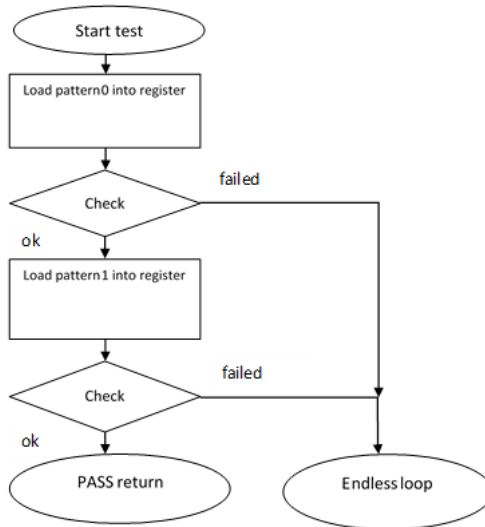 Start test
Load pattern0 into register
failed
Check
ok
Load pattern1 into register
failed
Check
ok
PASS return
Endless loop